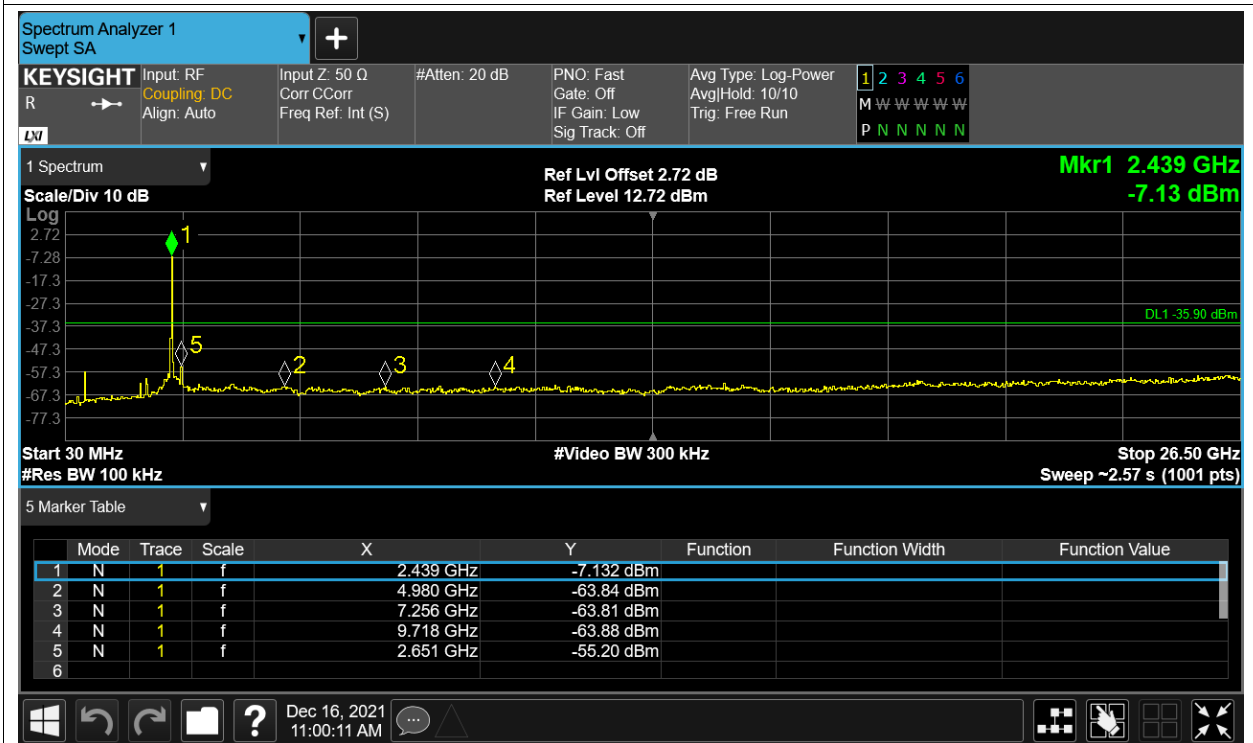 Spectrum Analyzer 1
Swept SA
KEYSIGHT Input: RF Input Z: 50 Ω #Atten: 20 dB PNO: Fast Avg Type: Log-Power 1 2 3 4 5 6
R Coupling: DC Corr CCorr Gate: Off Avg|Hold: 10/10 M W W W W W
Align: Auto Freq Ref: Int (S) IF Gain: Low Trig: Free Run
LXI Sig Track: Off P N N N N N
1 Spectrum Ref Lvl Offset 2.72 dB Mkr1 2.439 GHz
Scale/Div 10 dB Ref Level 12.72 dBm -7.13 dBm
Log
2.72 1
-7.28
-17.3
-27.3
DL1 -35.90 dBm
-37.3
-47.3 5
-57.3 2 3 4
-67.3
-77.3
Start 30 MHz #Video BW 300 kHz Stop 26.50 GHz
#Res BW 100 kHz Sweep ~2.57 s (1001 pts)
5 Marker Table
Mode Trace Scale X Y Function Function Width Function Value
1 N 1 f 2.439 GHz -7.132 dBm
2 N 1 f 4.980 GHz -63.84 dBm
3 N 1 f 7.256 GHz -63.81 dBm
4 N 1 f 9.718 GHz -63.88 dBm
5 N 1 f 2.651 GHz -55.20 dBm
6
? Dec 16, 2021
11:00:11 AM